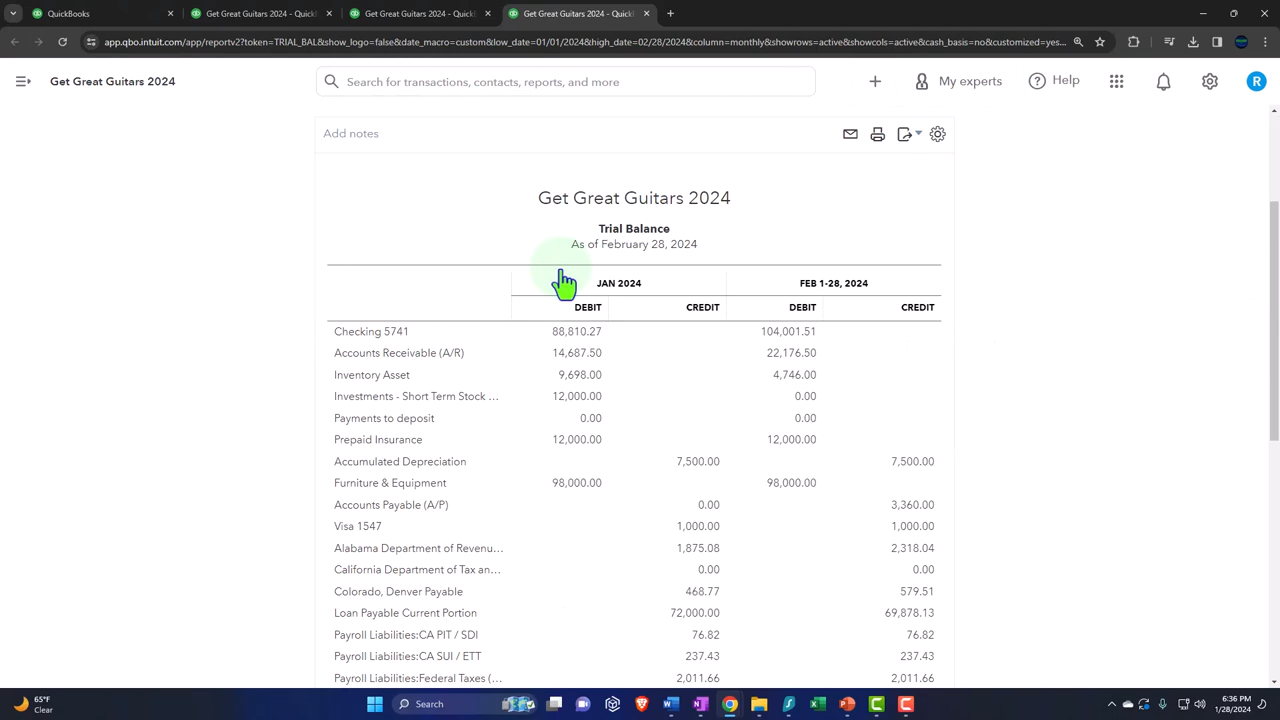 QuickBooks
Get Great Guitars 2024 - Quick
Get Great Guitars 2024 - Quick
Get Great Guitars 2024 - Quick
app.qbo.intuit.com/app/reportv2?token=TRIAL_BAL&show_logo=false&date_macro=custom&low_date=01/01/2024&high_date=02/28/2024&column=monthly&showrows=active&showcols=active&cash_basis=no&customized=yes...
Get Great Guitars 2024
Search for transactions, contacts, reports, and more
My experts
Help
R
Add notes
Get Great Guitars 2024
Trial Balance
As of February 28, 2024
JAN 2024 FEB 1-28, 2024
DEBIT CREDIT DEBIT CREDIT
Checking 5741 88,810.27 104,001.51
Accounts Receivable (A/R) 14,687.50 22,176.50
Inventory Asset 9,698.00 4,746.00
Investments - Short Term Stock ... 12,000.00 0.00
Payments to deposit 0.00 0.00
Prepaid Insurance 12,000.00 12,000.00
Accumulated Depreciation 7,500.00 7,500.00
Furniture & Equipment 98,000.00 98,000.00
Accounts Payable (A/P) 0.00 3,360.00
Visa 1547 1,000.00 1,000.00
Alabama Department of Revenu... 1,875.08 2,318.04
California Department of Tax an... 0.00 0.00
Colorado, Denver Payable 468.77 579.51
Loan Payable Current Portion 72,000.00 69,878.13
Payroll Liabilities:CA PIT / SDI 76.82 76.82
Payroll Liabilities:CA SUI / ETT 237.43 237.43
Payroll Liabilities:Federal Taxes (... 2,011.66 2,011.66
65°F
Clear
Search
6:36 PM
1/28/2024